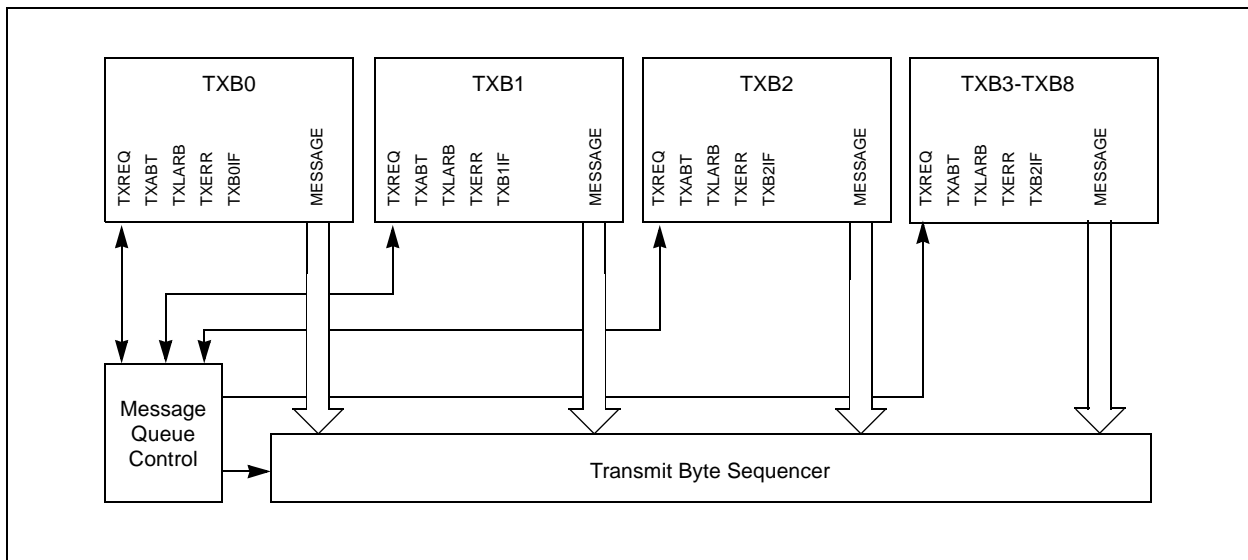 TXB0
TXREQ
TXABT
TXLARB
TXERR
TXB0IF
MESSAGE
TXB1
TXREQ
TXABT
TXLARB
TXERR
TXB1IF
MESSAGE
TXB2
TXREQ
TXABT
TXLARB
TXERR
TXB2IF
MESSAGE
TXB3-TXB8
TXREQ
TXABT
TXLARB
TXERR
TXB2IF
MESSAGE
Message
Queue
Control
Transmit Byte Sequencer